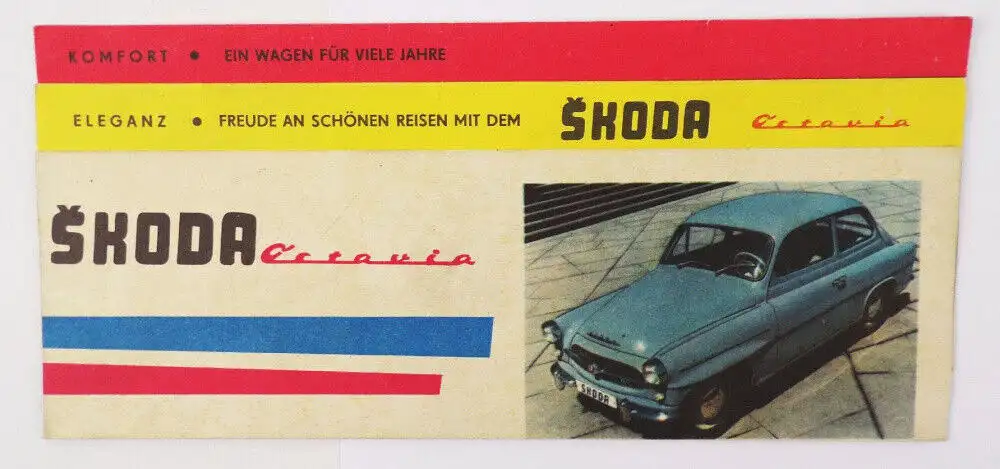 KOMFORT • EIN WAGEN FÜR VIELE JAHRE
ELEGANZ • FREUDE AN SCHÖNEN REISEN MIT DEM ŠKODA Octavia
ŠKODA Octavia
ŠKODA